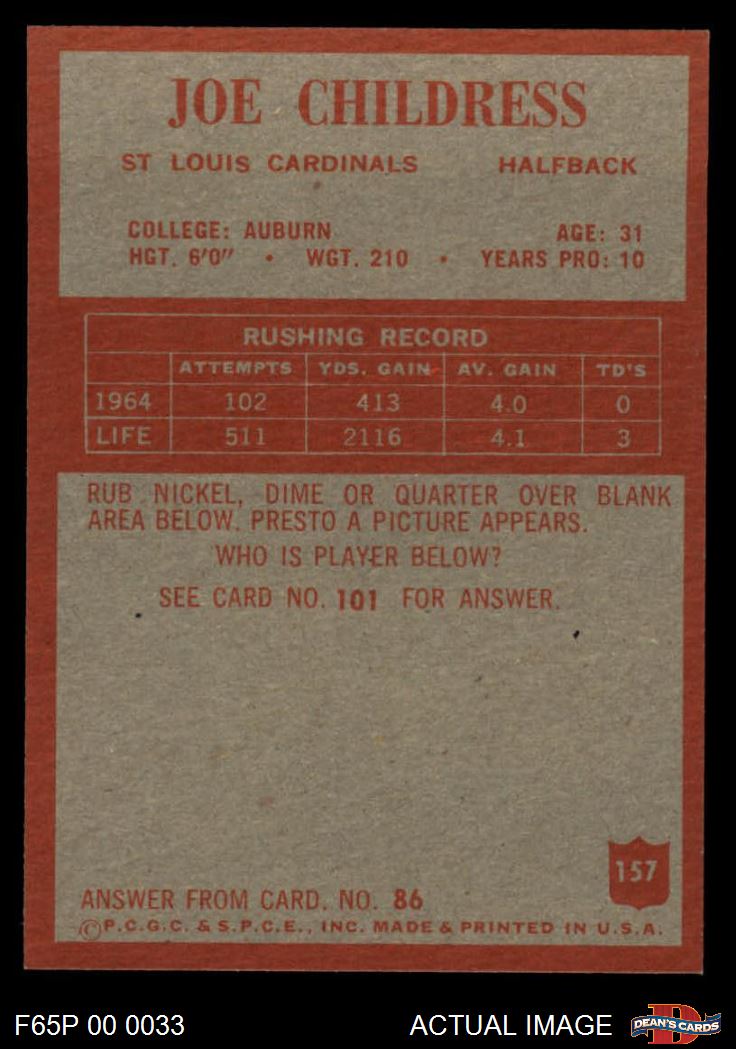 JOE CHILDRESS
ST LOUIS CARDINALS HALFBACK
COLLEGE: AUBURN AGE: 31
HGT. 6'0" • WGT. 210 • YEARS PRO: 10
RUSHING RECORD
ATTEMPTS YDS. GAIN AV. GAIN TD'S
1964 102 413 4.0 0
LIFE 511 2116 4.1 3
RUB NICKEL, DIME OR QUARTER OVER BLANK
AREA BELOW. PRESTO A PICTURE APPEARS.
WHO IS PLAYER BELOW?
SEE CARD NO. 101 FOR ANSWER.
157
ANSWER FROM CARD. NO. 86
©P.C.G.C. & S.P.C.E., INC. MADE & PRINTED IN U.S.A.
F65P 00 0033 ACTUAL IMAGE D DEAN'S CARDS